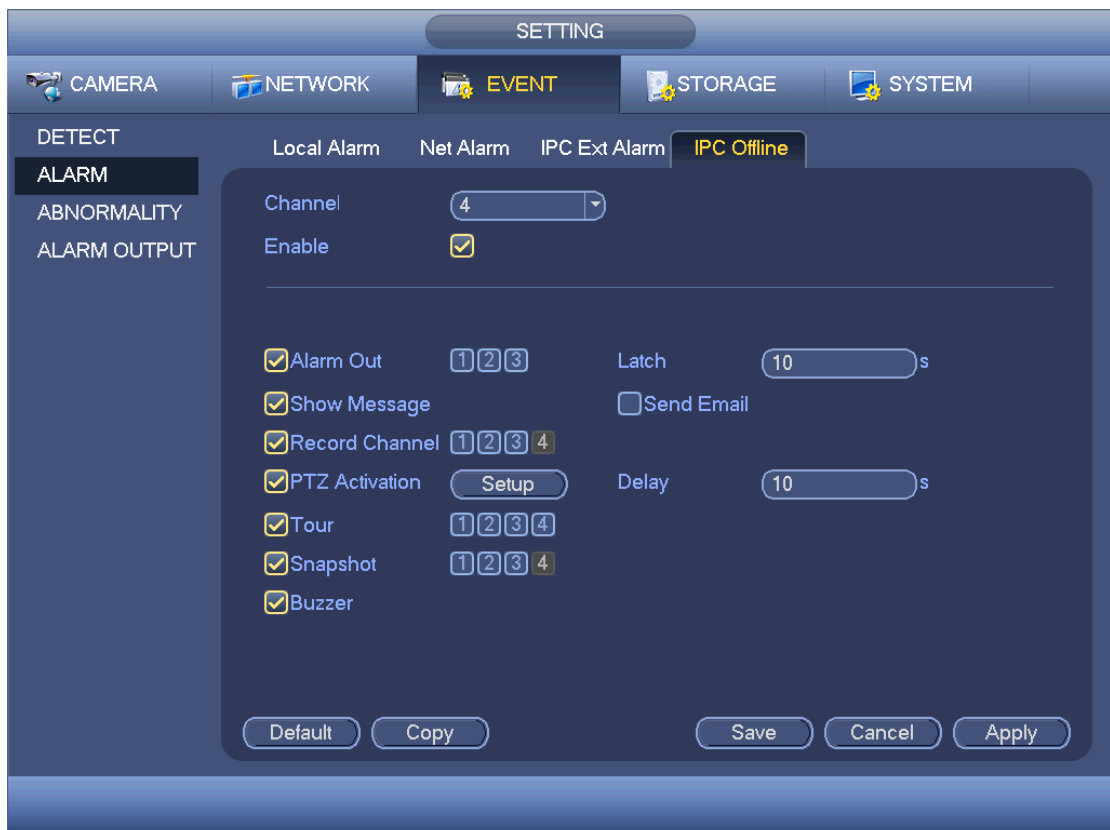 SETTING
CAMERA NETWORK EVENT STORAGE SYSTEM
DETECT
ALARM
ABNORMALITY
ALARM OUTPUT
Local Alarm Net Alarm IPC Ext Alarm IPC Offline
Channel 4
Enable
Alarm Out 1 2 3 Latch 10 s
Show Message Send Email
Record Channel 1 2 3 4
PTZ Activation Setup Delay 10 s
Tour 1 2 3 4
Snapshot 1 2 3 4
Buzzer
Default Copy Save Cancel Apply